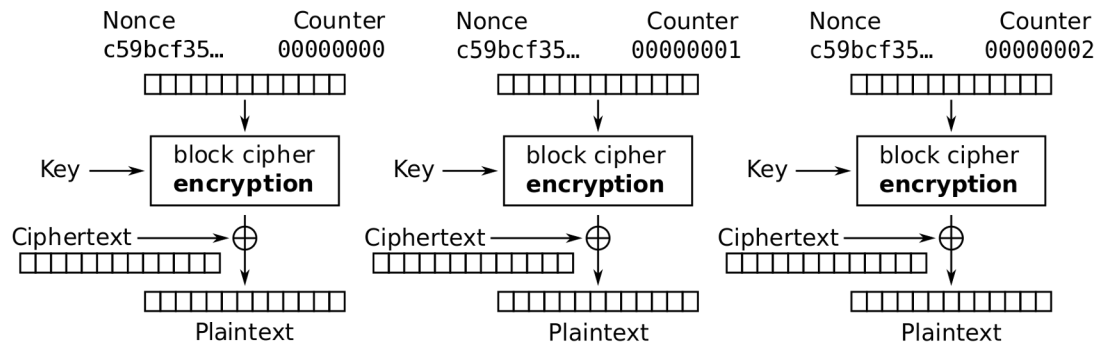 Nonce Counter Nonce Counter Nonce Counter
c59bcf35… 00000000 c59bcf35… 00000001 c59bcf35… 00000002
block cipher block cipher block cipher
Key Key Key
encryption encryption encryption
Ciphertext Ciphertext Ciphertext
Plaintext Plaintext Plaintext